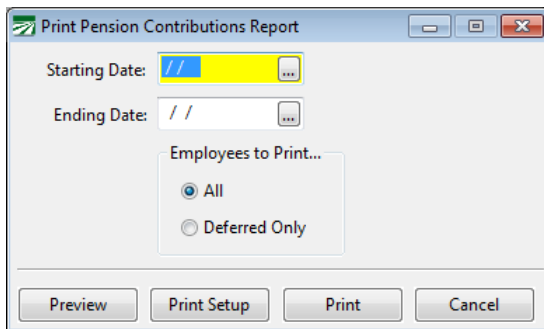 Print Pension Contributions Report
Starting Date: / / ...
Ending Date: / / ...
Employees to Print...
All
Deferred Only
Preview Print Setup Print Cancel